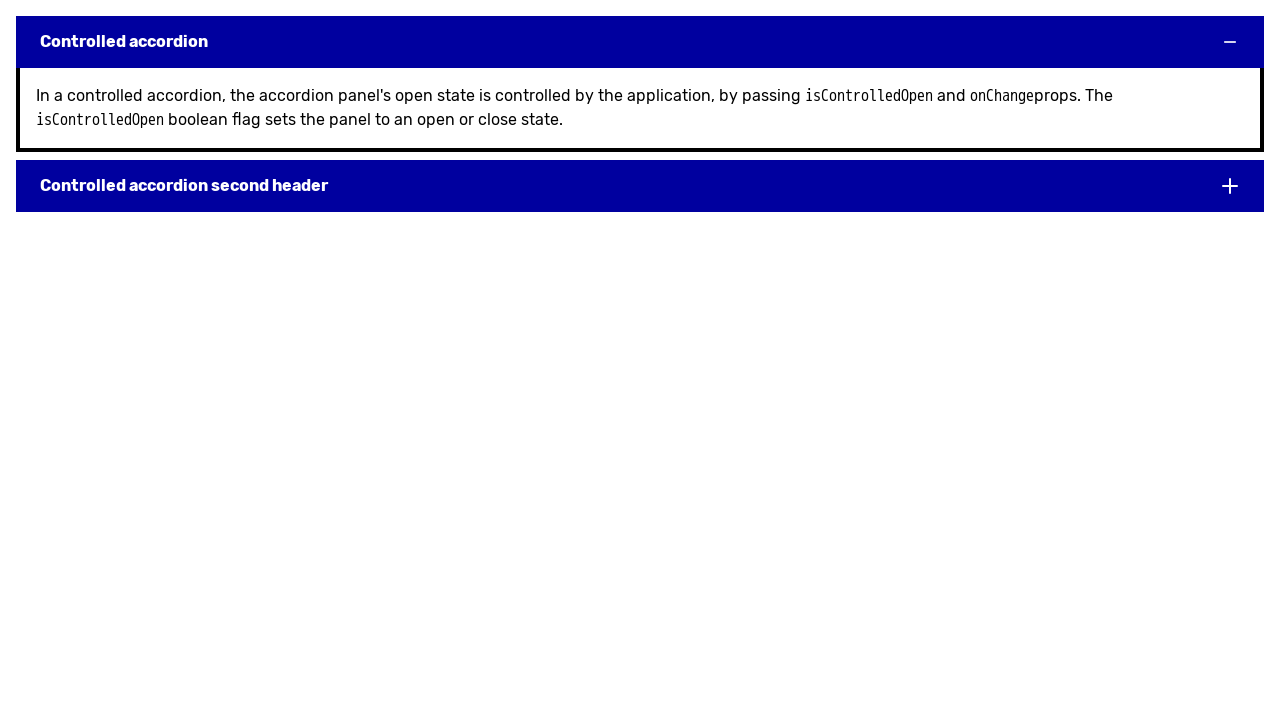 Controlled accordion
In a controlled accordion, the accordion panel's open state is controlled by the application, by passing isControlledOpen and onChangeprops. The
isControlledOpen boolean flag sets the panel to an open or close state.
Controlled accordion second header